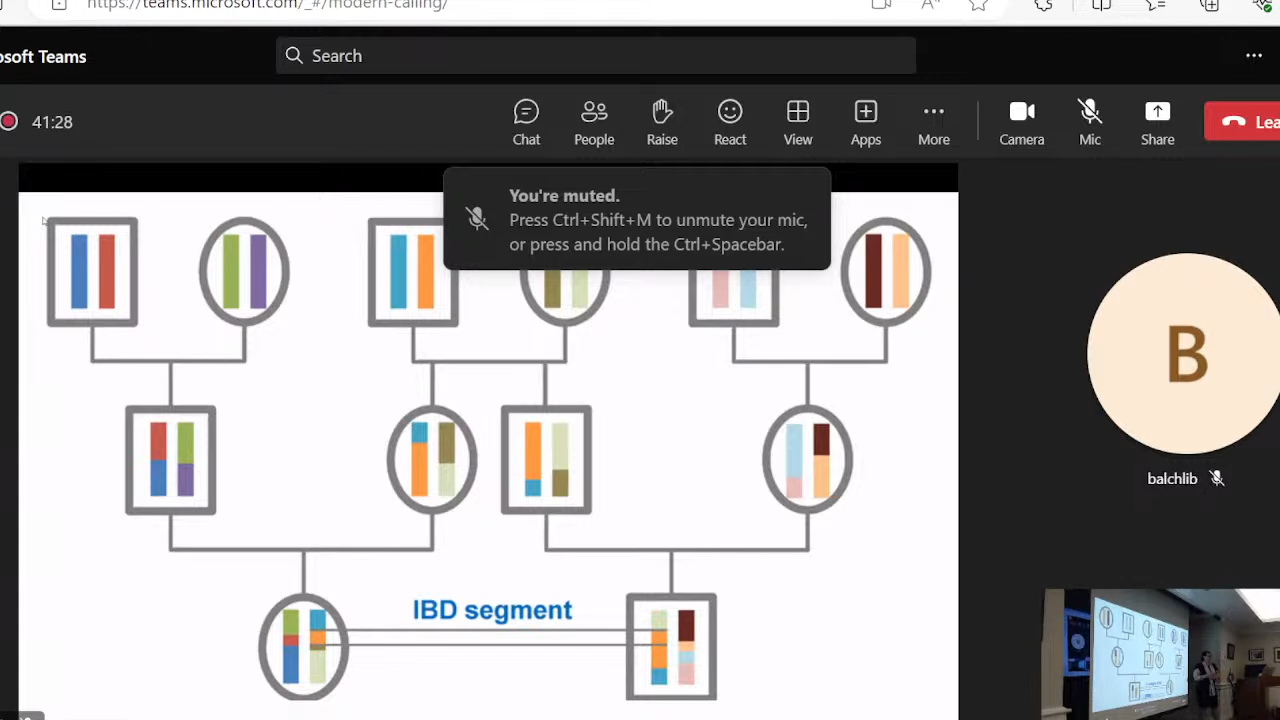 https://teams.microsoft.com/_#/modern-calling/
osoft Teams
Search
41:28
Chat
People
Raise
React
View
Apps
More
Camera
Mic
Share
Lea
You're muted.
Press Ctrl+Shift+M to unmute your mic,
or press and hold the Ctrl+Spacebar.
B
balchlib
IBD segment